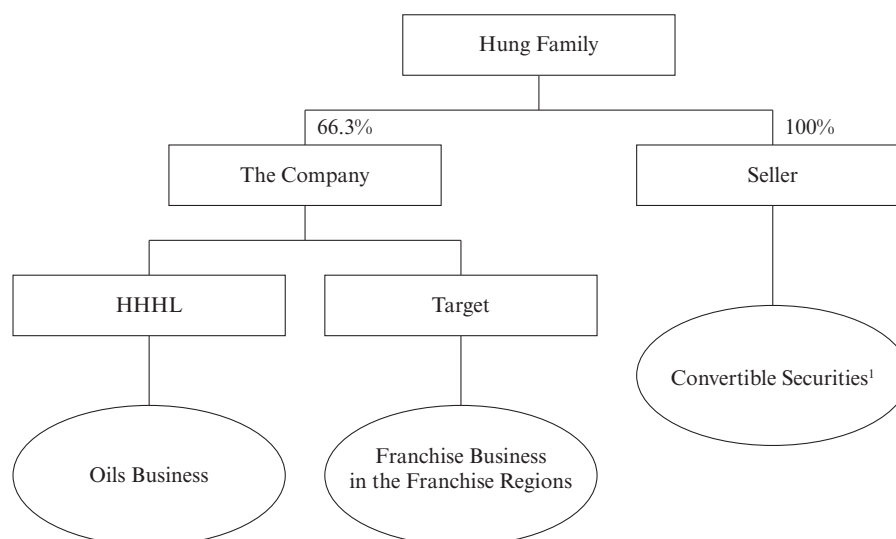 Hung Family
66.3%
100%
The Company
Seller
HHHL
Target
Convertible Securities¹
Oils Business
Franchise Business
in the Franchise Regions